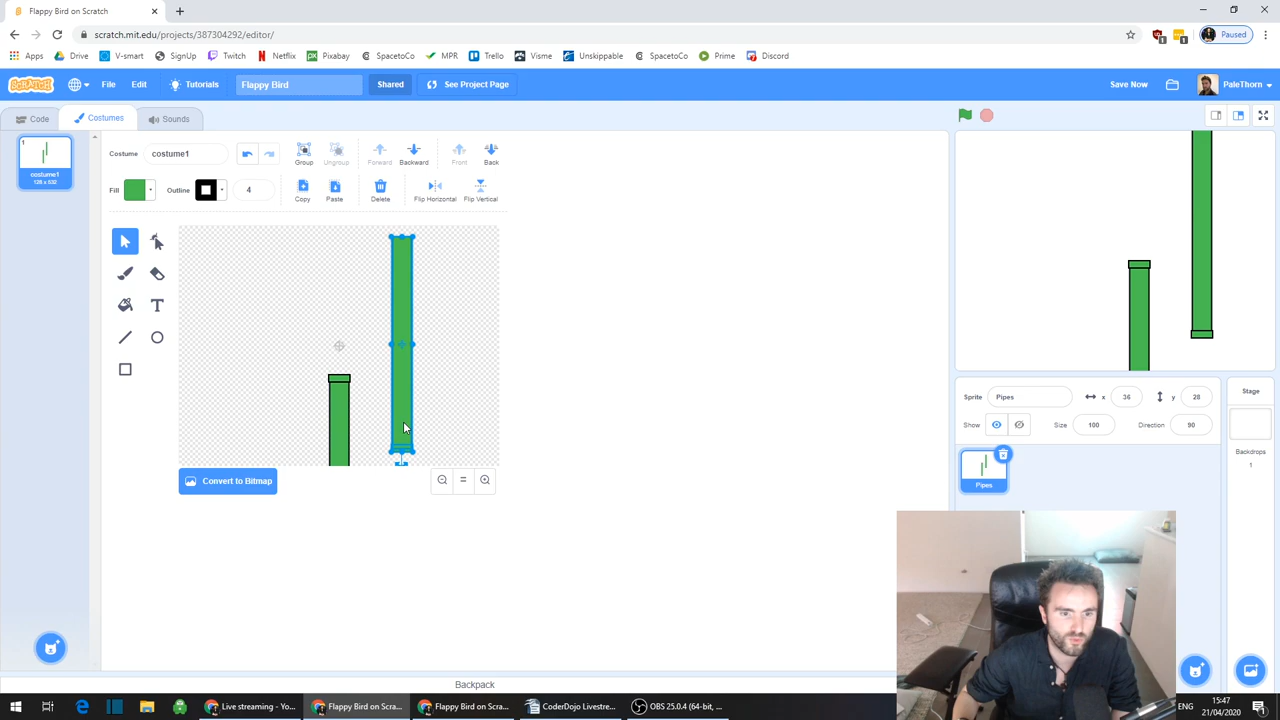 Flappy Bird on Scratch
scratch.mit.edu/projects/387304292/editor/
Paused
Apps Drive V-smart SignUp Twitch Netflix Pixabay SpacetoCo MPR Trello Visme Unskippable SpacetoCo Prime Discord
SCRATCH File Edit Tutorials Flappy Bird Shared See Project Page Save Now PaleThorn
Code Costumes Sounds
1
costume1
128 x 532
Costume costume1 Group Ungroup Forward Backward Front Back
Fill Outline 4 Copy Paste Delete Flip Horizontal Flip Vertical
Convert to Bitmap
Sprite Pipes x 36 y 28
Show Size 100 Direction 90
Pipes
Stage
Backdrops
1
Backpack
Live streaming - Yo... Flappy Bird on Scra... Flappy Bird on Scra... CoderDojo Livestre... OBS 25.0.4 (64-bit, ... ENG 15:47
21/04/2020